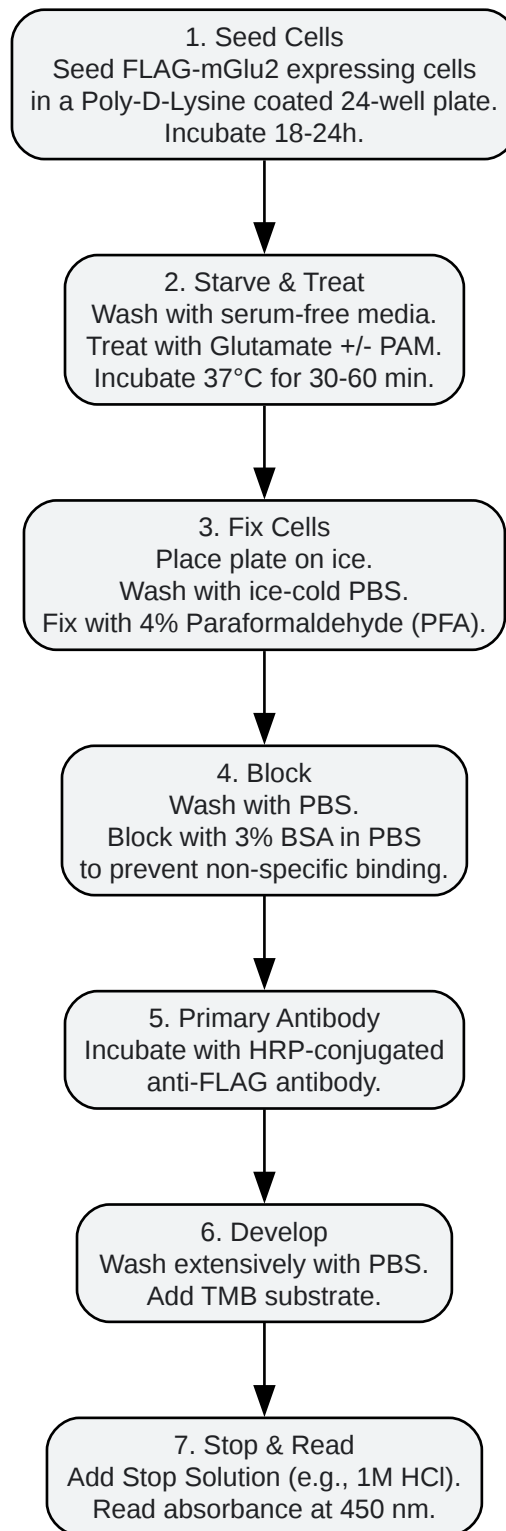 1. Seed Cells
Seed FLAG-mGlu2 expressing cells
in a Poly-D-Lysine coated 24-well plate.
Incubate 18-24h.
2. Starve & Treat
Wash with serum-free media.
Treat with Glutamate +/- PAM.
Incubate 37°C for 30-60 min.
3. Fix Cells
Place plate on ice.
Wash with ice-cold PBS.
Fix with 4% Paraformaldehyde (PFA).
4. Block
Wash with PBS.
Block with 3% BSA in PBS
to prevent non-specific binding.
5. Primary Antibody
Incubate with HRP-conjugated
anti-FLAG antibody.
6. Develop
Wash extensively with PBS.
Add TMB substrate.
7. Stop & Read
Add Stop Solution (e.g., 1M HCl).
Read absorbance at 450 nm.